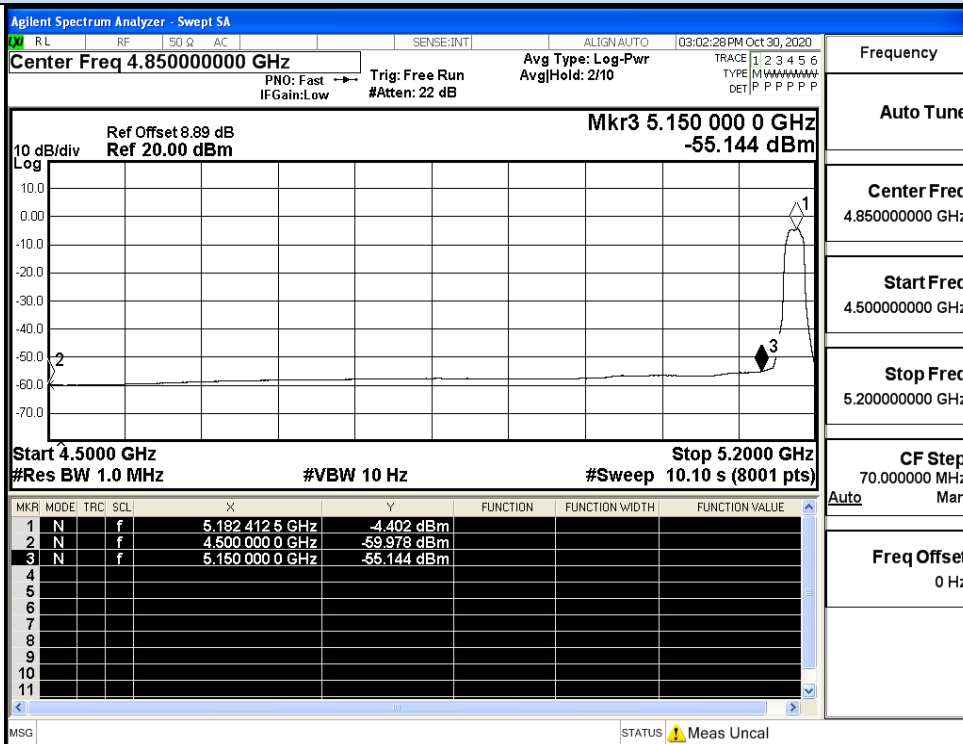 Agilent Spectrum Analyzer - Swept SA
LXI RL RF 50 Ω AC SENSE:INT ALIGN AUTO 03:02:28 PM Oct 30, 2020
Center Freq 4.850000000 GHz
PNO: Fast
IFGain:Low
Trig: Free Run
#Atten: 22 dB
Avg Type: Log-Pwr
Avg|Hold: 2/10
TRACE 1 2 3 4 5 6
TYPE M WWWWW
DET P P P P P P
Ref Offset 8.89 dB
10 dB/div Ref 20.00 dBm
Log
Mkr3 5.150 000 0 GHz
-55.144 dBm
10.0
0.00
-10.0
-20.0
-30.0
-40.0
-50.0
-60.0
-70.0
1
2
3
Start 4.5000 GHz Stop 5.2000 GHz
#Res BW 1.0 MHz #VBW 10 Hz #Sweep 10.10 s (8001 pts)
MKR MODE TRC SCL X Y FUNCTION FUNCTION WIDTH FUNCTION VALUE
1 N f 5.182 412 5 GHz -4.402 dBm
2 N f 4.500 000 0 GHz -59.978 dBm
3 N f 5.150 000 0 GHz -55.144 dBm
4
5
6
7
8
9
10
11
MSG STATUS Meas Uncal
Frequency
Auto Tune
Center Freq
4.850000000 GHz
Start Freq
4.500000000 GHz
Stop Freq
5.200000000 GHz
CF Step
70.000000 MHz
Auto Man
Freq Offset
0 Hz